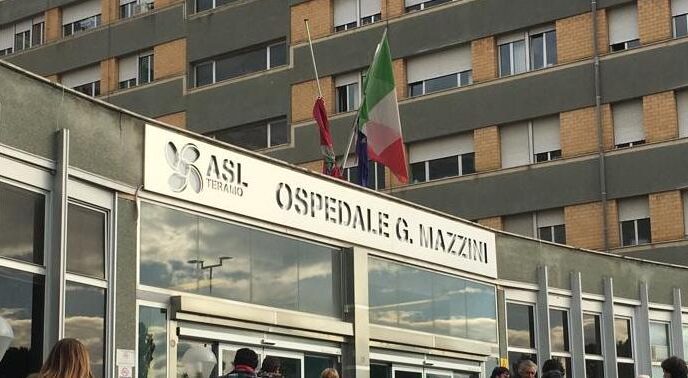 ASL
TERAMO
OSPEDALE G. MAZZINI